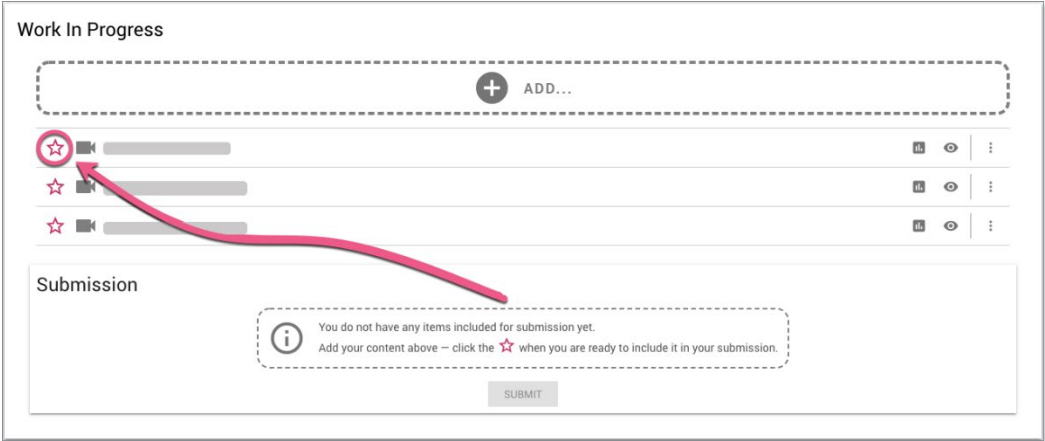 Work In Progress
ADD...
Submission
You do not have any items included for submission yet.
Add your content above – click the ☆ when you are ready to include it in your submission.
SUBMIT